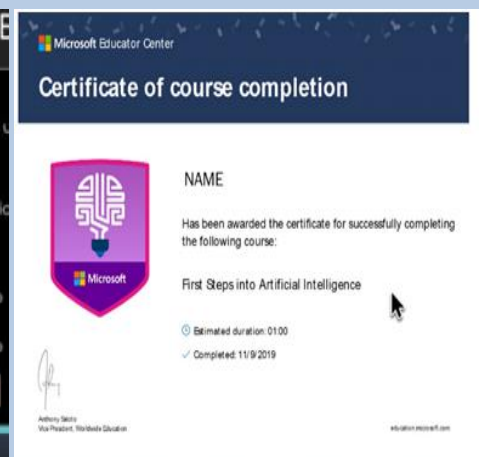 Microsoft Educator Center
Certificate of course completion
NAME
Has been awarded the certificate for successfully completing
the following course:
Microsoft
First Steps into Artificial Intelligence
Estimated duration: 01:00
Completed: 11/9/2019
Anthony Salcito
Vice President, Worldwide Education
education.microsoft.com